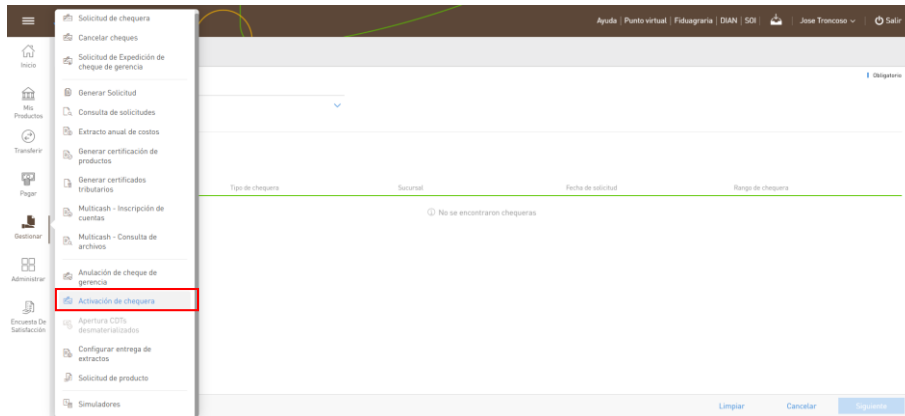 Ayuda | Punto virtual | Fiduagraria | DIAN | SOI | Jose Troncoso Salir
Inicio
Mis
Productos
Transferir
Pagar
Gestionar
Administrar
Encuesta De
Satisfacción
Solicitud de chequera
Cancelar cheques
Solicitud de Expedición de
cheque de gerencia
Generar Solicitud
Consulta de solicitudes
Extracto anual de costos
Generar certificación de
productos
Generar certificados
tributarios
Multicash - Inscripción de
cuentas
Multicash - Consulta de
archivos
Anulación de cheque de
gerencia
Activación de chequera
Apertura CDTs
desmaterializados
Configurar entrega de
extractos
Solicitud de producto
Simuladores
Obligatorio
Tipo de chequera Sucursal Fecha de solicitud Rango de chequera
No se encontraron chequeras
Limpiar Cancelar Siguiente